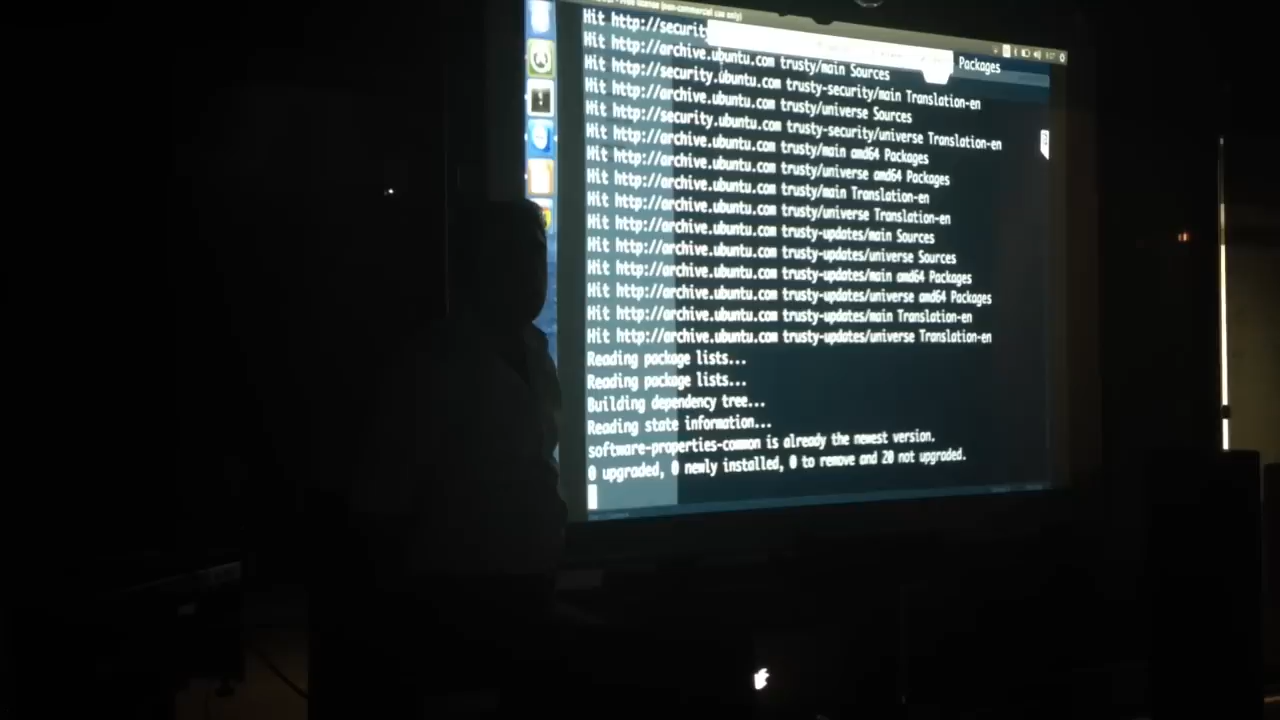 Free license (non-commercial use only)
Hit http://security
Packages
Hit http://archive.ubuntu.com trusty/main Sources
Hit http://security.ubuntu.com trusty-security/main Translation-en
Hit http://archive.ubuntu.com trusty/universe Sources
Hit http://security.ubuntu.com trusty-security/universe Translation-en
Hit http://archive.ubuntu.com trusty/main amd64 Packages
Hit http://archive.ubuntu.com trusty/universe amd64 Packages
Hit http://archive.ubuntu.com trusty/main Translation-en
Hit http://archive.ubuntu.com trusty/universe Translation-en
Hit http://archive.ubuntu.com trusty-updates/main Sources
Hit http://archive.ubuntu.com trusty-updates/universe Sources
Hit http://archive.ubuntu.com trusty-updates/main amd64 Packages
Hit http://archive.ubuntu.com trusty-updates/universe amd64 Packages
Hit http://archive.ubuntu.com trusty-updates/main Translation-en
Hit http://archive.ubuntu.com trusty-updates/universe Translation-en
Reading package lists...
Reading package lists...
Building dependency tree...
Reading state information...
software-properties-common is already the newest version.
0 upgraded, 0 newly installed, 0 to remove and 20 not upgraded.